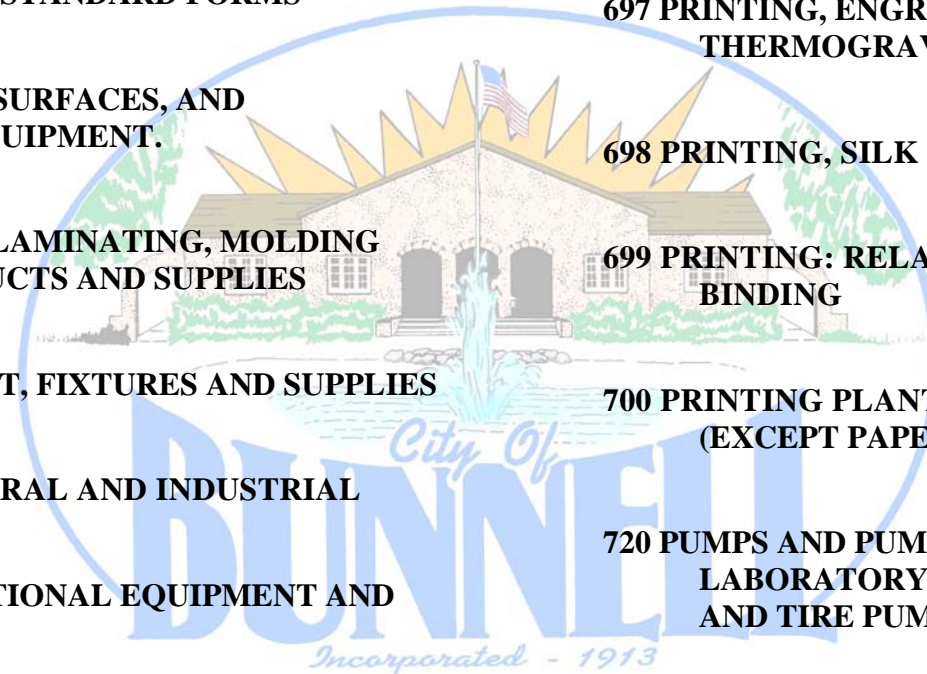 STANDARD FORMS
SURFACES, AND
UIPMENT.
LAMINATING, MOLDING
UCTS AND SUPPLIES
T, FIXTURES AND SUPPLIES
RAL AND INDUSTRIAL
TIONAL EQUIPMENT AND
697 PRINTING, ENGR
THERMOGRAV
698 PRINTING, SILK
699 PRINTING: RELA
BINDING
700 PRINTING PLANT
(EXCEPT PAPE
720 PUMPS AND PUM
LABORATORY
AND TIRE PUM
City Of
BUNNELL
Incorporated - 1913